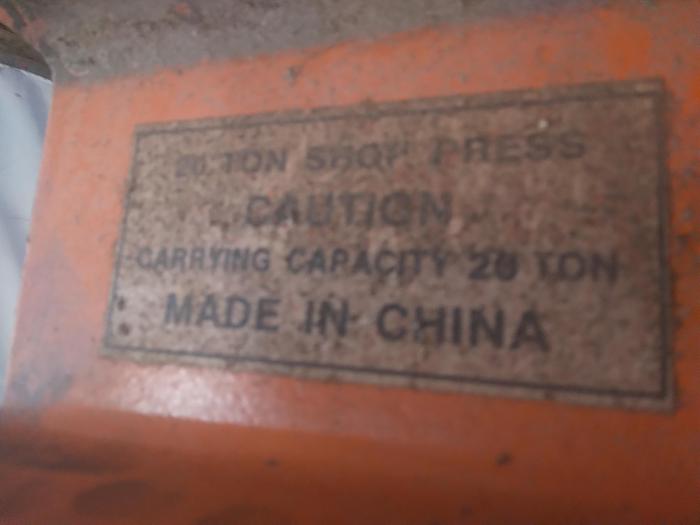 20 TON SHOP PRESS
CAUTION
CARRYING CAPACITY 20 TON
MADE IN CHINA